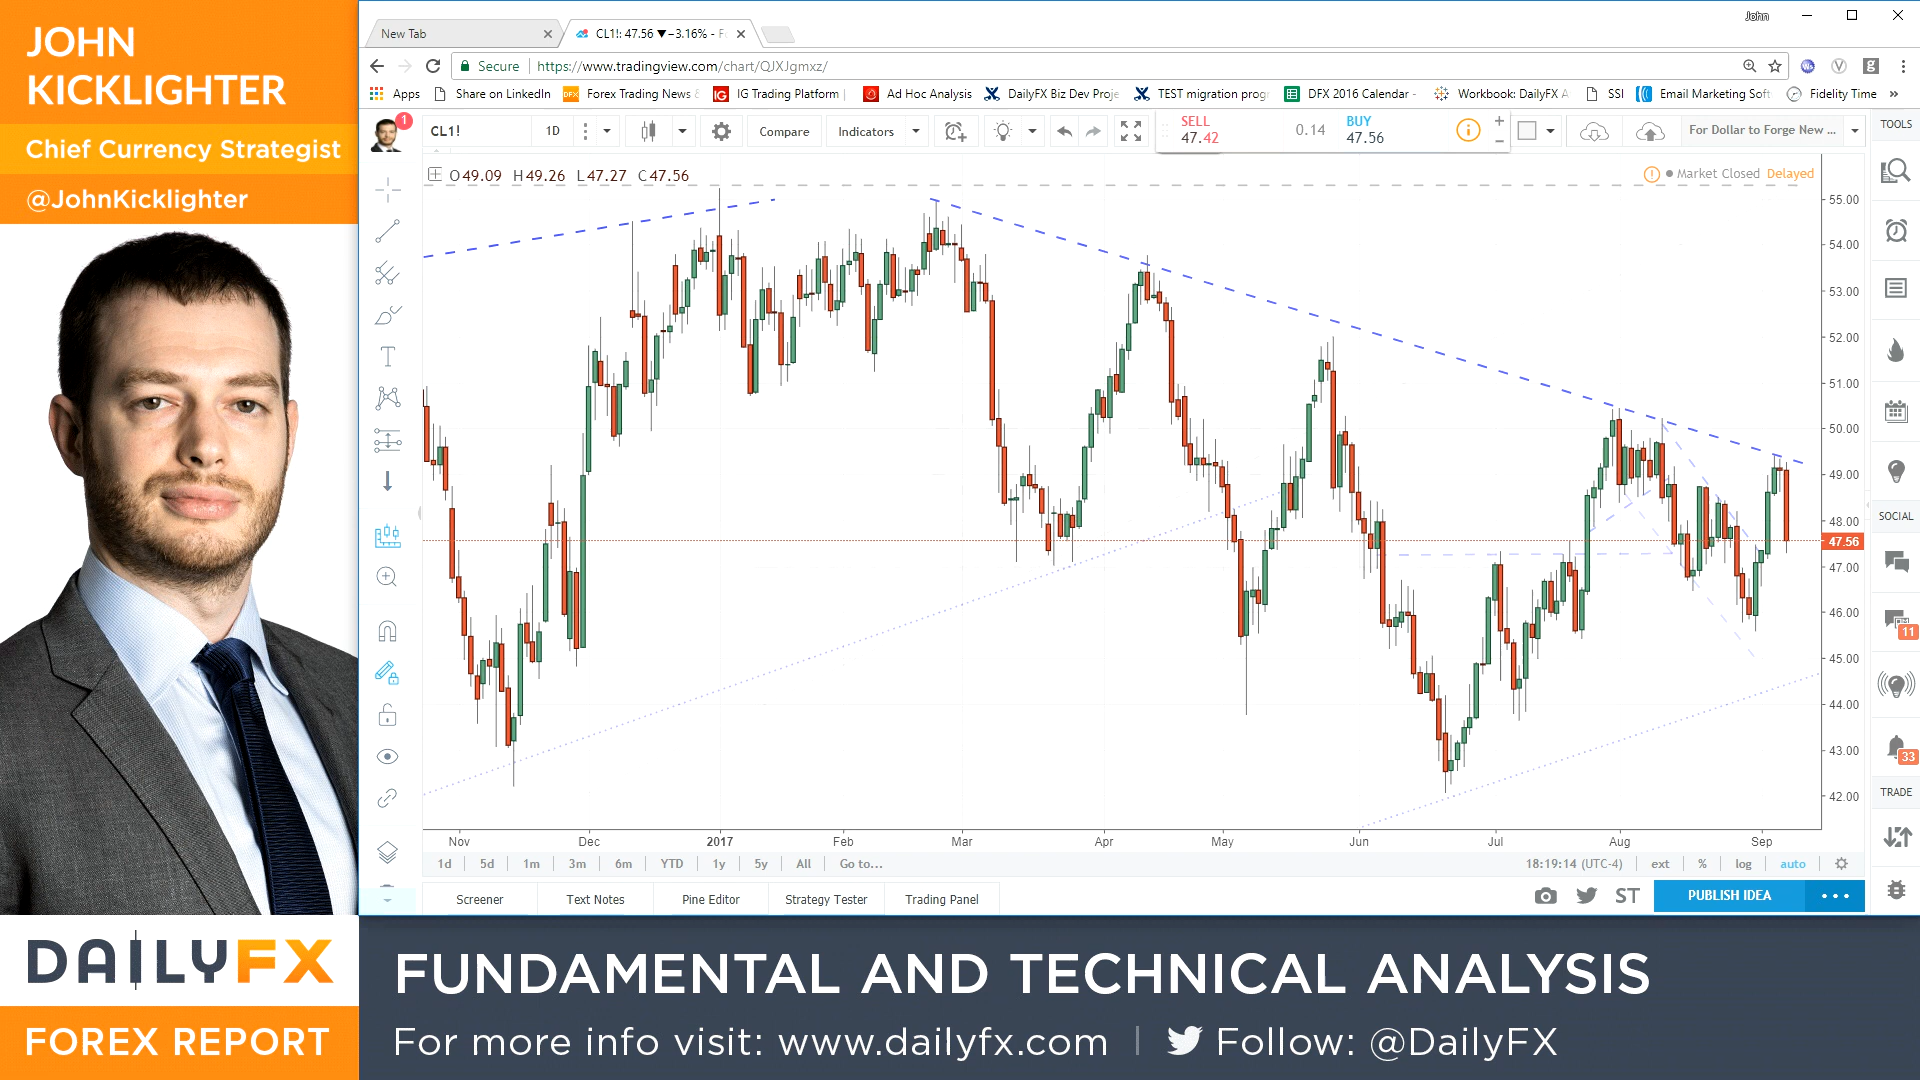 JOHN
KICKLIGHTER
Chief Currency Strategist
@JohnKicklighter
John
New Tab
CL1!: 47.56 ▼ −3.16% -
Secure
https://www.tradingview.com/chart/QJXJgmxz/
Apps
Share on LinkedIn
DFX
Forex Trading News
IG
IG Trading Platform |
Ad Hoc Analysis
DailyFX Biz Dev Proje
TEST migration prog
DFX 2016 Calendar -
Workbook: DailyFX A
SSI
Email Marketing Soft
Fidelity Time
»
1
CL1!
1D
Compare
Indicators
SELL
47.42
0.14
BUY
47.56
For Dollar to Forge New ...
TOOLS
O49.09 H49.26 L47.27 C47.56
Market Closed
Delayed
55.00
54.00
53.00
52.00
51.00
50.00
49.00
48.00
47.56
47.00
46.00
45.00
44.00
43.00
42.00
SOCIAL
11
33
TRADE
Nov
Dec
2017
Feb
Mar
Apr
May
Jun
Jul
Aug
Sep
1d
5d
1m
3m
6m
YTD
1y
5y
All
Go to...
18:19:14 (UTC-4)
ext
%
log
auto
Screener
Text Notes
Pine Editor
Strategy Tester
Trading Panel
ST
PUBLISH IDEA
DAILYFX
FOREX REPORT
FUNDAMENTAL AND TECHNICAL ANALYSIS
For more info visit: www.dailyfx.com | Follow: @DailyFX